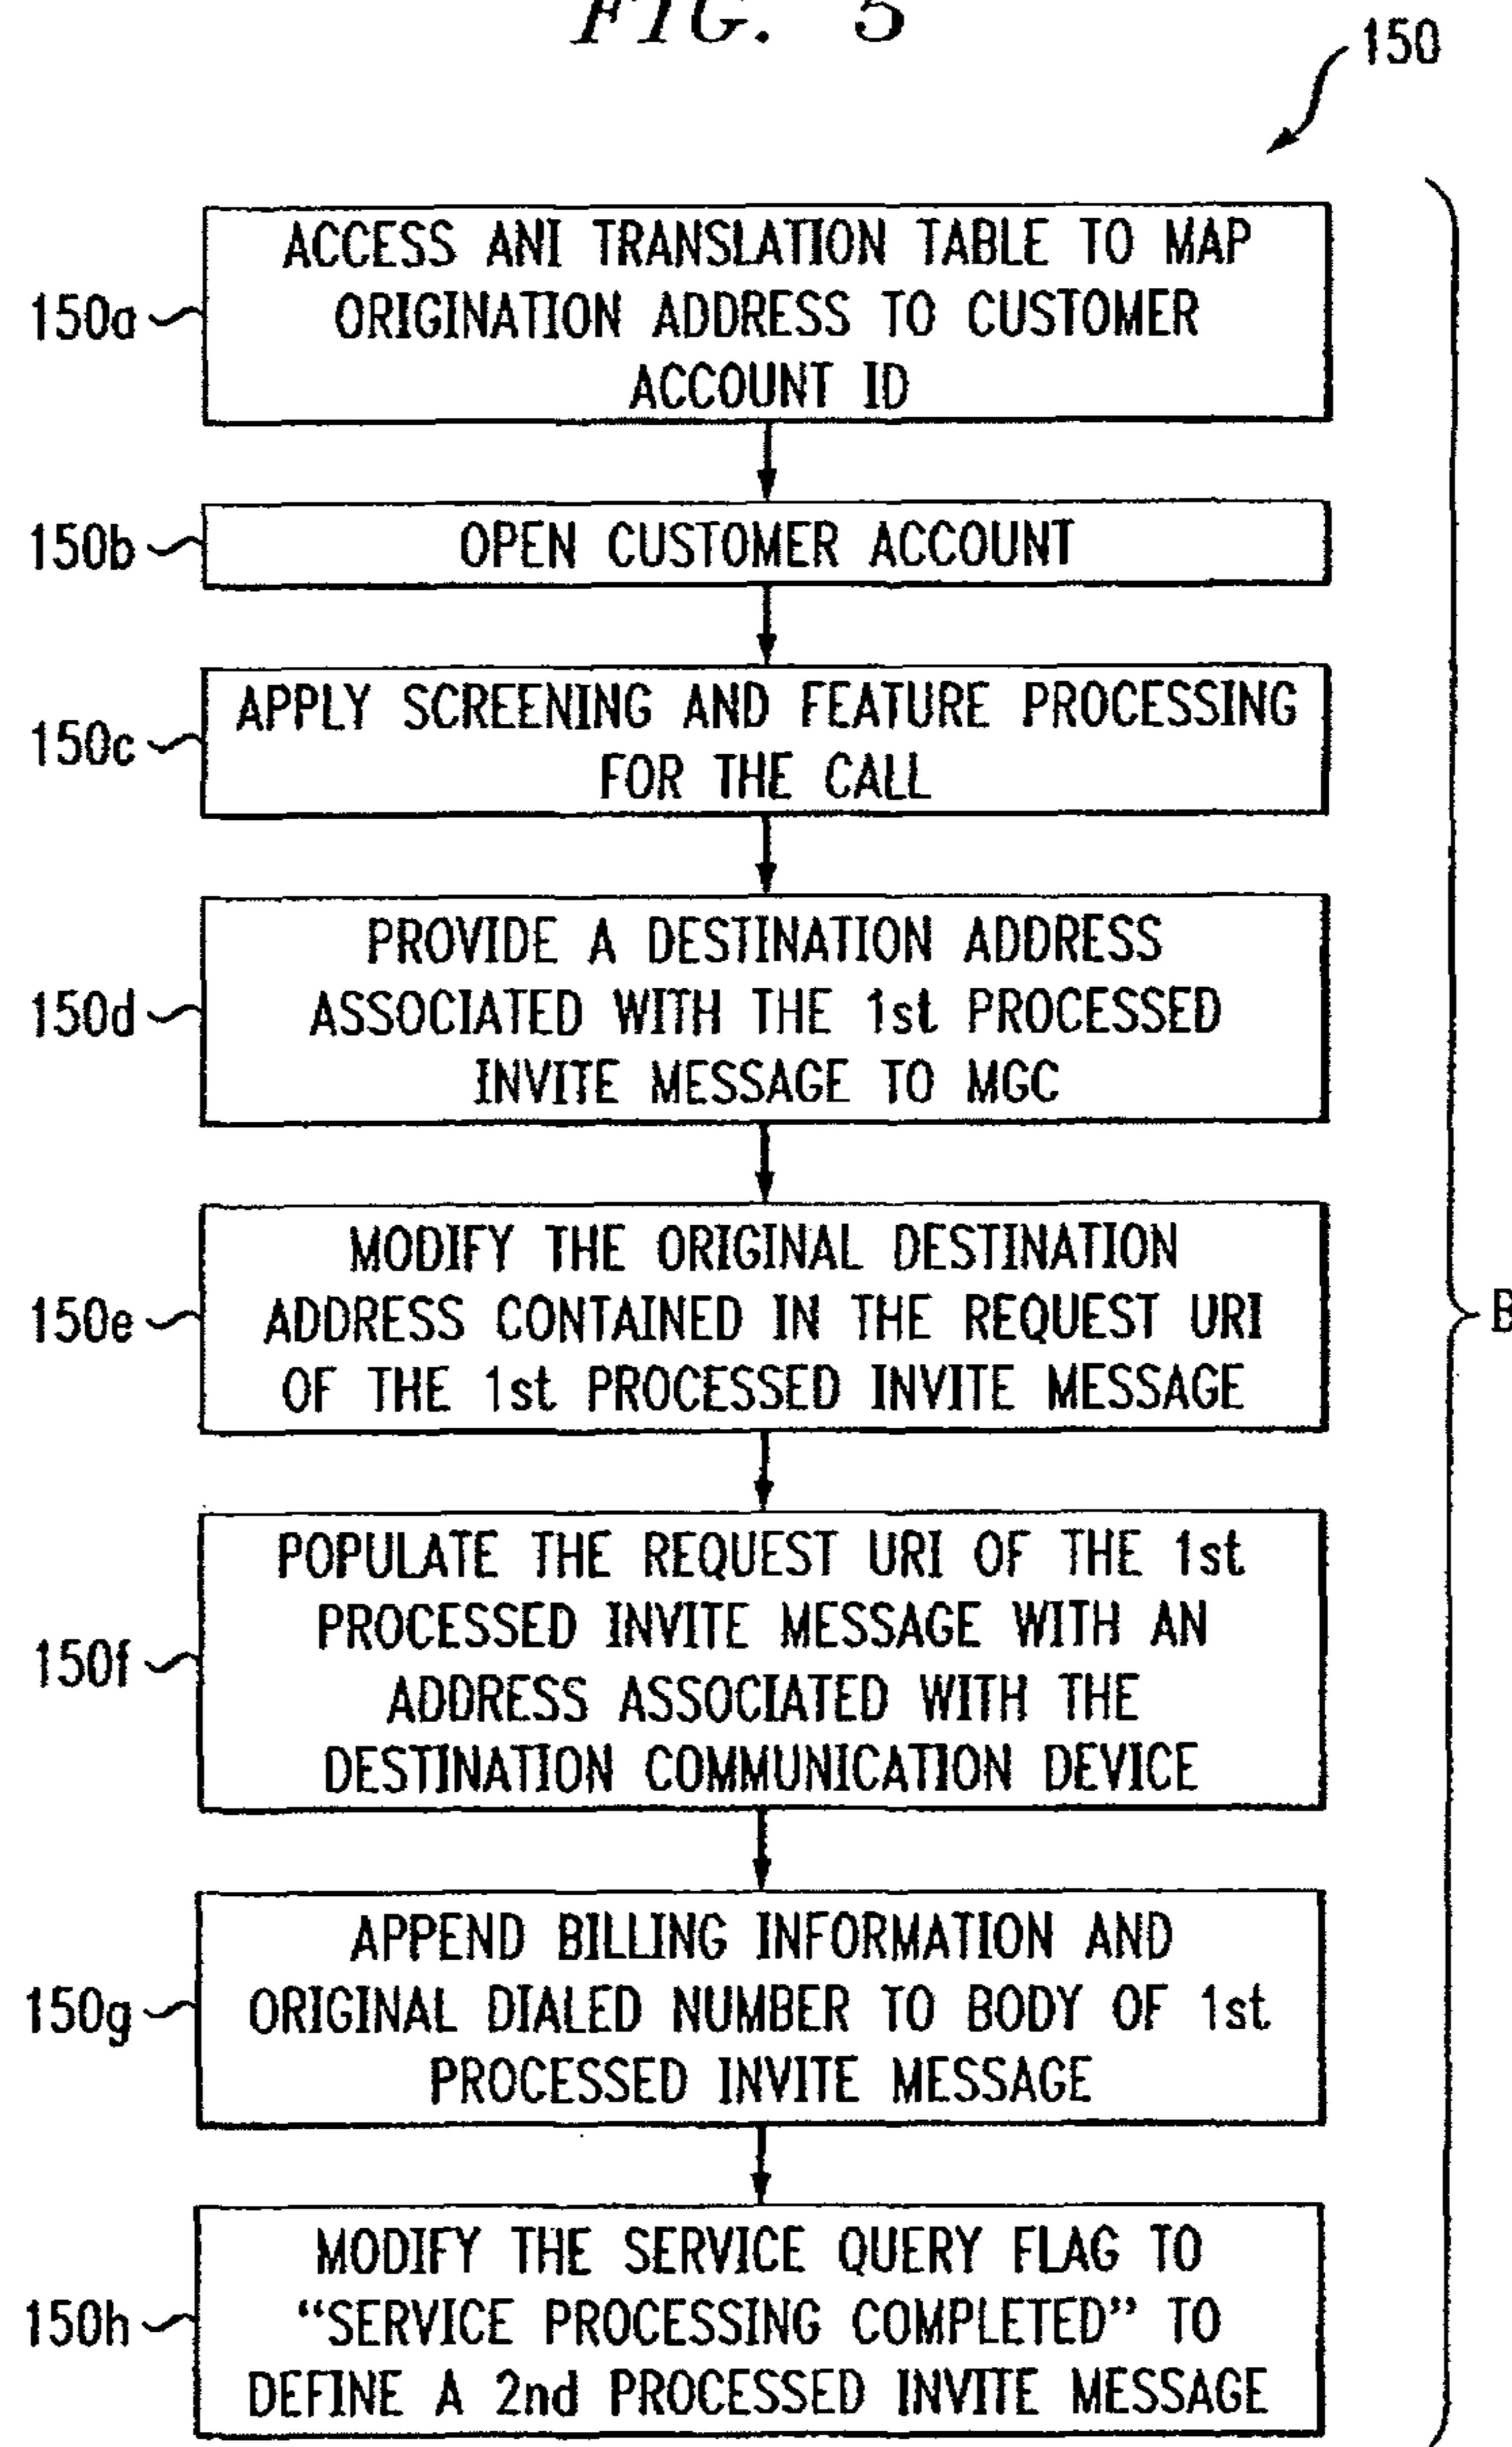 FIG. 5
150
ACCESS ANI TRANSLATION TABLE TO MAP
ORIGINATION ADDRESS TO CUSTOMER
ACCOUNT ID
150a
OPEN CUSTOMER ACCOUNT
150b
APPLY SCREENING AND FEATURE PROCESSING
FOR THE CALL
150c
PROVIDE A DESTINATION ADDRESS
ASSOCIATED WITH THE 1st PROCESSED
INVITE MESSAGE TO MGC
150d
MODIFY THE ORIGINAL DESTINATION
ADDRESS CONTAINED IN THE REQUEST URI
OF THE 1st PROCESSED INVITE MESSAGE
150e
B
POPULATE THE REQUEST URI OF THE 1st
PROCESSED INVITE MESSAGE WITH AN
ADDRESS ASSOCIATED WITH THE
DESTINATION COMMUNICATION DEVICE
150f
APPEND BILLING INFORMATION AND
ORIGINAL DIALED NUMBER TO BODY OF 1st
PROCESSED INVITE MESSAGE
150g
MODIFY THE SERVICE QUERY FLAG TO
“SERVICE PROCESSING COMPLETED” TO
DEFINE A 2nd PROCESSED INVITE MESSAGE
150h